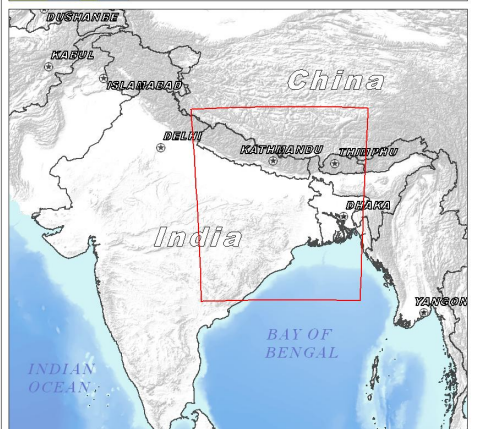 DUSHANBE
KABUL
ISLAMABAD
China
DELHI
KATHMANDU
THIMPHU
DHAKA
India
YANGON
BAY OF
BENGAL
INDIAN
OCEAN